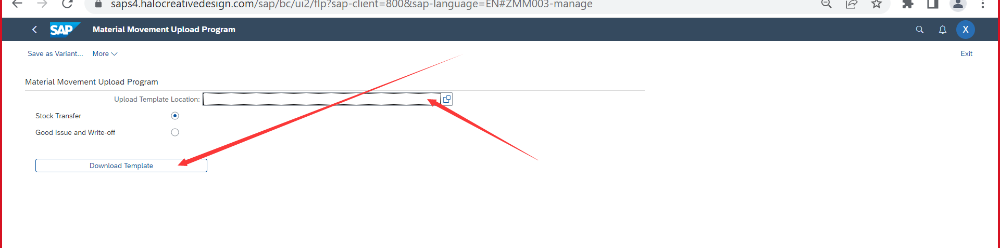 saps4.halocreativedesign.com/sap/bc/ui2/flp?sap-client=800&sap-language=EN#ZMM003-manage
SAP Material Movement Upload Program X
Save as Variant... More Exit
Material Movement Upload Program
Upload Template Location:
Stock Transfer
Good Issue and Write-off
Download Template